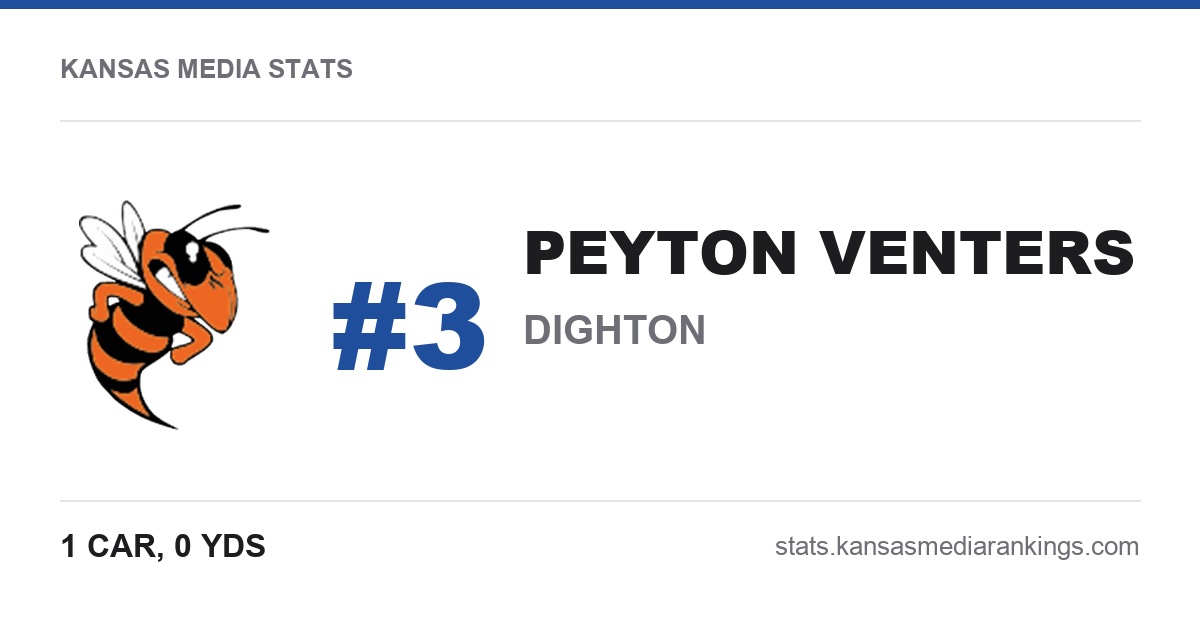 KANSAS MEDIA STATS
#3
PEYTON VENTERS
DIGHTON
1 CAR, 0 YDS
stats.kansasmediarankings.com